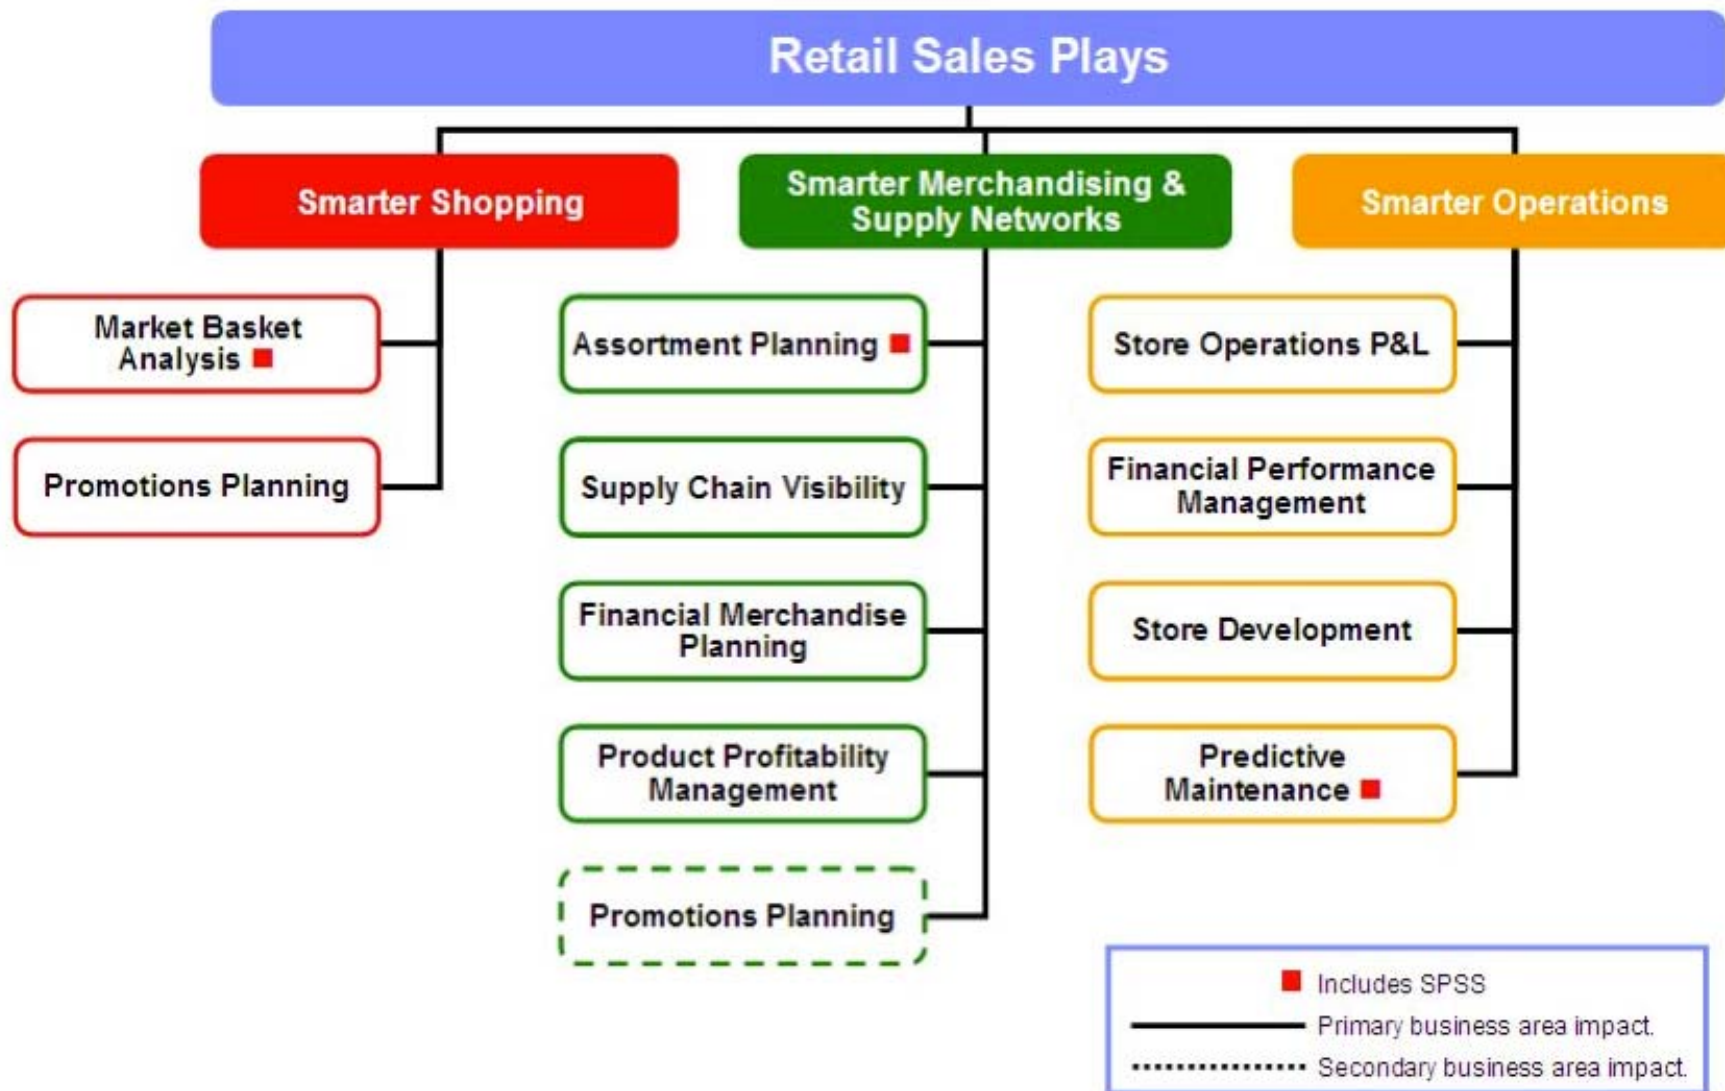 Retail Sales Plays
Smarter Shopping
Smarter Merchandising &
Supply Networks
Smarter Operations
Market Basket
Analysis
Promotions Planning
Assortment Planning
Supply Chain Visibility
Financial Merchandise
Planning
Product Profitability
Management
Promotions Planning
Store Operations P&L
Financial Performance
Management
Store Development
Predictive
Maintenance
Includes SPSS
Primary business area impact.
Secondary business area impact.